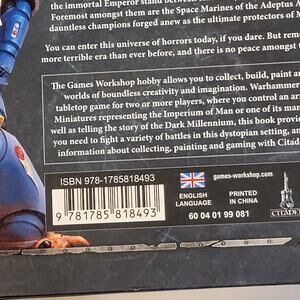 the immortal Emperor stand between
Foremost amongst them are the Space Marines of the Adeptus A
dauntless champions forged anew as the ultimate protectors of M
You can enter this universe of horrors today, if you dare. But rem
more terrible era than ever before, and there is no peace amongst t
The Games Workshop hobby allows you to collect, build, paint a
worlds of boundless creativity and imagination. Warhammer
tabletop game for two or more players, where you control an ar
Miniatures representing the Imperium of Man or one of its mar
well as telling the story of the Dark Millennium, this book provide
you need to fight a variety of battles in this dystopian setting, an
information about collecting, painting and gaming with Citade
ISBN 978-1785818493
9 781785 818493
games-workshop.com
ENGLISH LANGUAGE
PRINTED IN CHINA
60 04 01 99 081
CITADEL